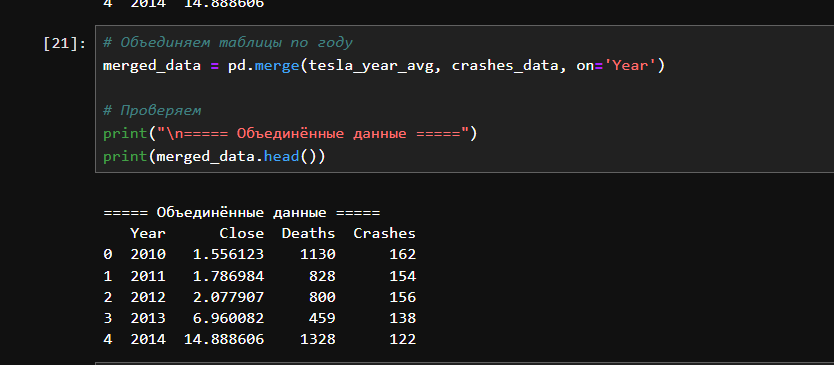 4  2014  14.888606
[21]: # Объединяем таблицы по году
merged_data = pd.merge(tesla_year_avg, crashes_data, on='Year')
# Проверяем
print("\n===== Объединённые данные =====")
print(merged_data.head())
===== Объединённые данные =====
   Year      Close  Deaths  Crashes
0  2010   1.556123    1130      162
1  2011   1.786984     828      154
2  2012   2.077907     800      156
3  2013   6.960082     459      138
4  2014  14.888606    1328      122